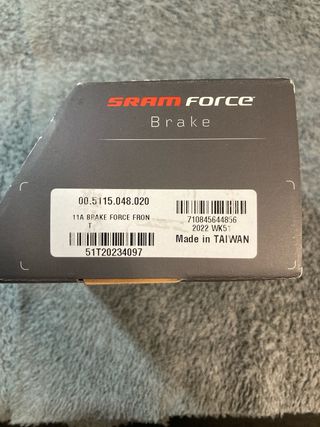 SRAM FORCE
Brake
00.5115.048.020
11A BRAKE FORCE FRON
T
51T20234097
710845644856
2022 WK51
Made in TAIWAN